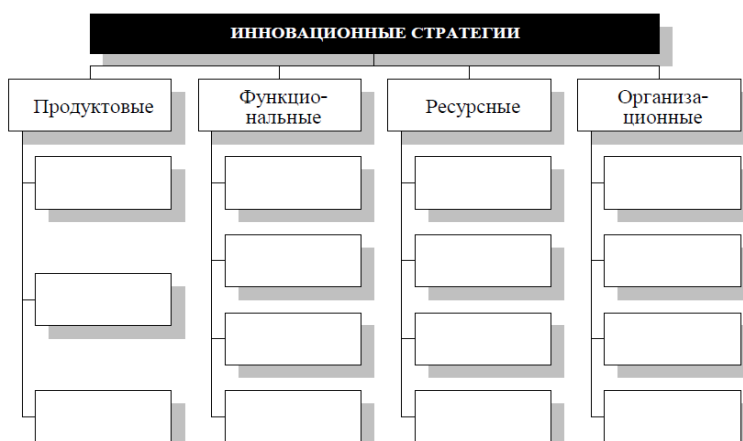 ИННОВАЦИОННЫЕ СТРАТЕГИИ
Продуктовые
Функцио-
нальные
Ресурсные
Организа-
ционные